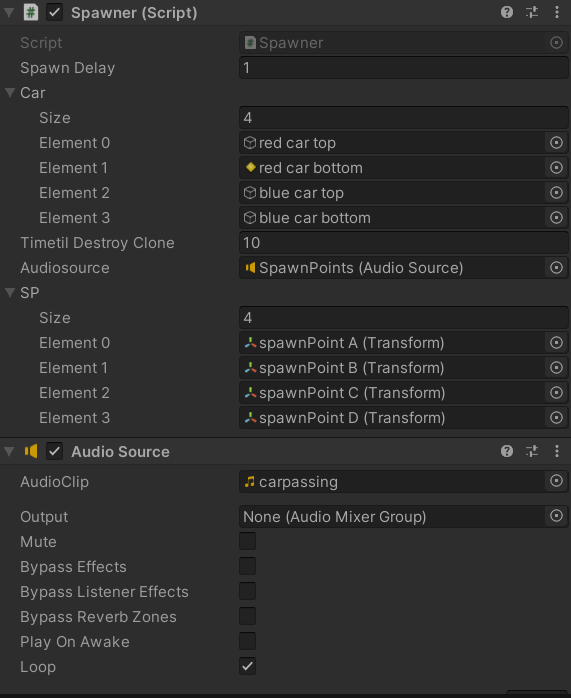 Spawner (Script)
Script Spawner
Spawn Delay 1
Car
Size 4
Element 0 red car top
Element 1 red car bottom
Element 2 blue car top
Element 3 blue car bottom
Timetil Destroy Clone 10
Audiosource SpawnPoints (Audio Source)
SP
Size 4
Element 0 spawnPoint A (Transform)
Element 1 spawnPoint B (Transform)
Element 2 spawnPoint C (Transform)
Element 3 spawnPoint D (Transform)
Audio Source
AudioClip carpassing
Output None (Audio Mixer Group)
Mute
Bypass Effects
Bypass Listener Effects
Bypass Reverb Zones
Play On Awake
Loop